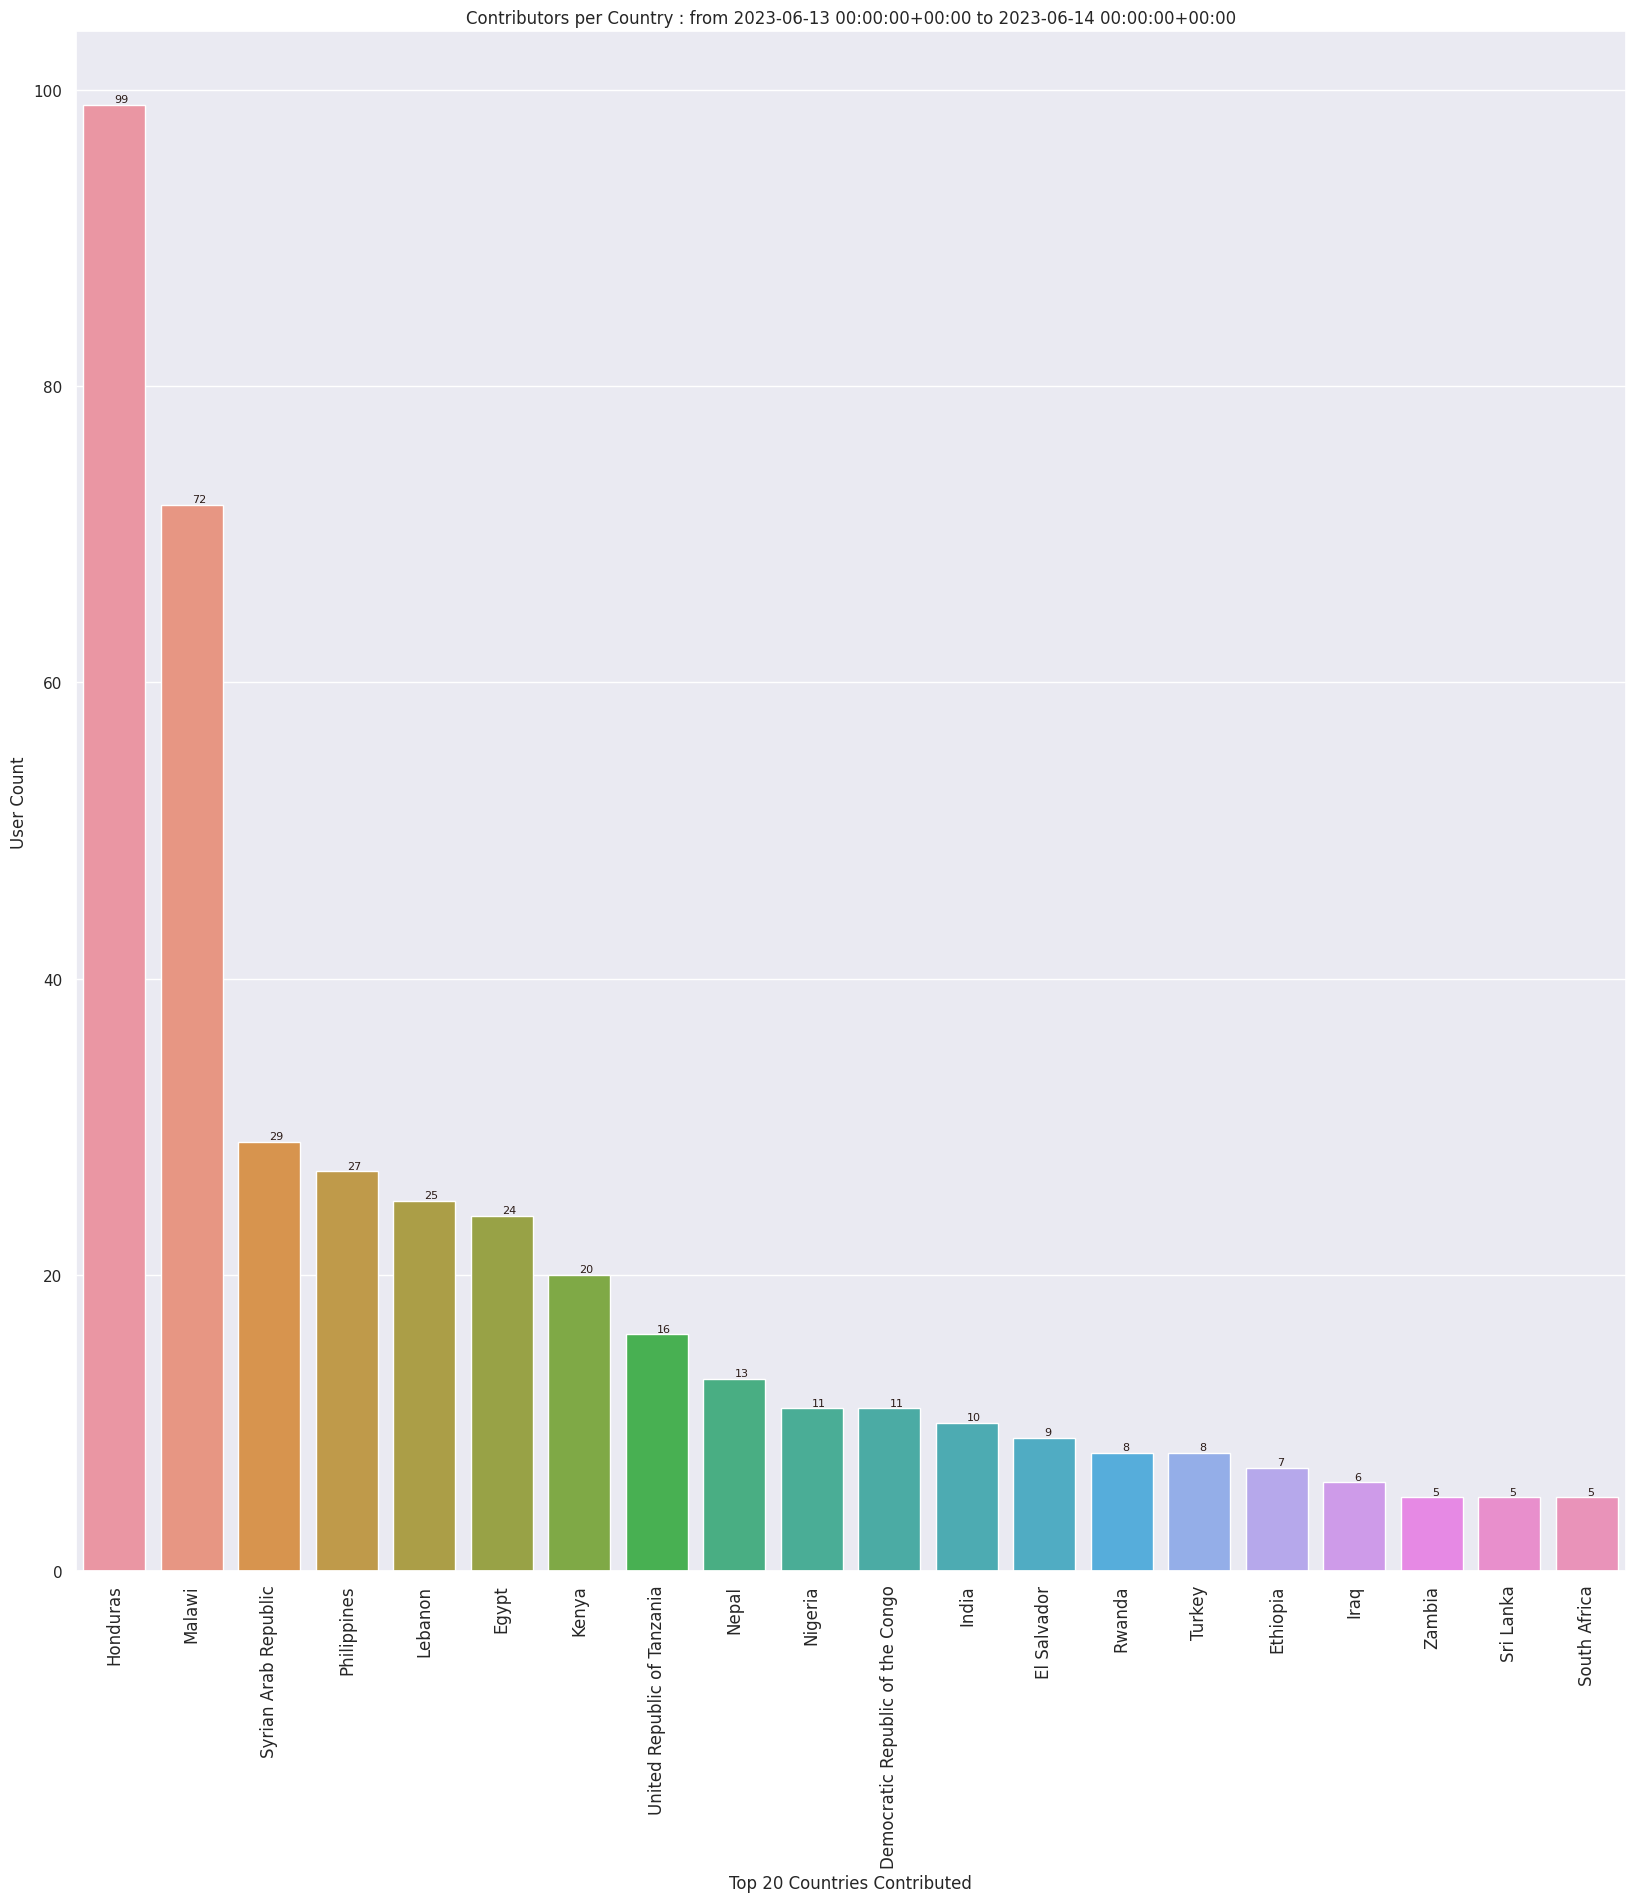 Contributors per Country : from 2023-06-13 00:00:00+00:00 to 2023-06-14 00:00:00+00:00
User Count
100
80
60
40
20
0
99
72
29
27
25
24
20
16
13
11
11
10
9
8
8
7
6
5
5
5
Honduras
Malawi
Syrian Arab Republic
Philippines
Lebanon
Egypt
Kenya
United Republic of Tanzania
Nepal
Nigeria
Democratic Republic of the Congo
India
El Salvador
Rwanda
Turkey
Ethiopia
Iraq
Zambia
Sri Lanka
South Africa
Top 20 Countries Contributed